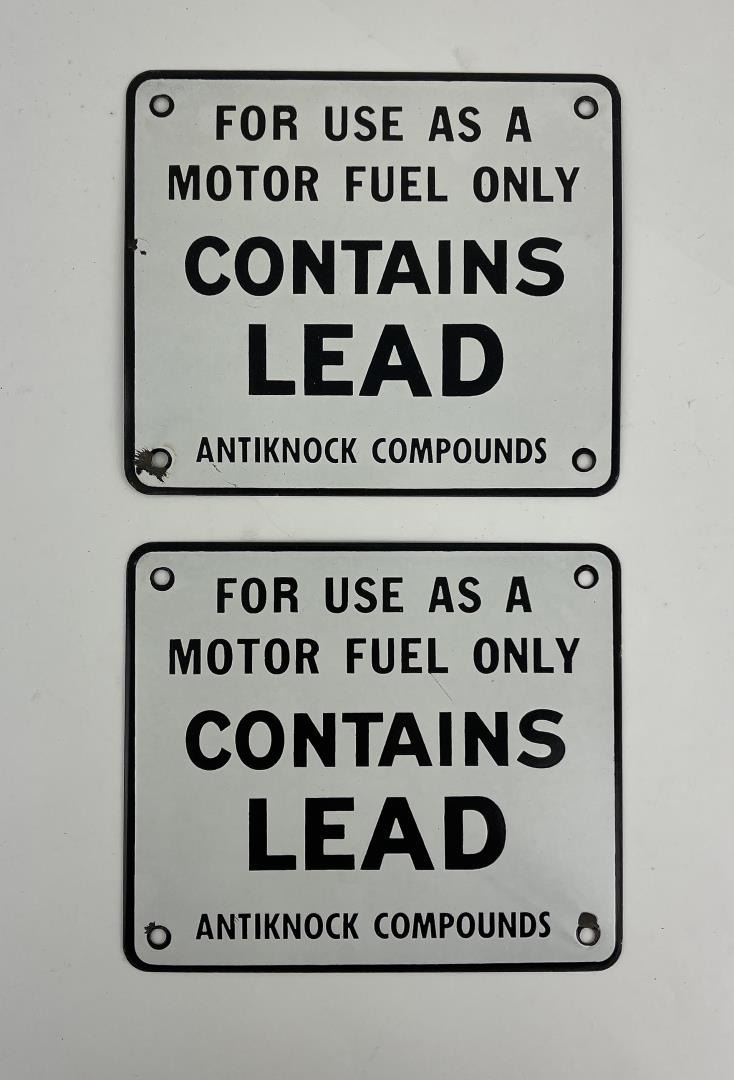 FOR USE AS A
MOTOR FUEL ONLY
CONTAINS
LEAD
ANTIKNOCK COMPOUNDS
FOR USE AS A
MOTOR FUEL ONLY
CONTAINS
LEAD
ANTIKNOCK COMPOUNDS